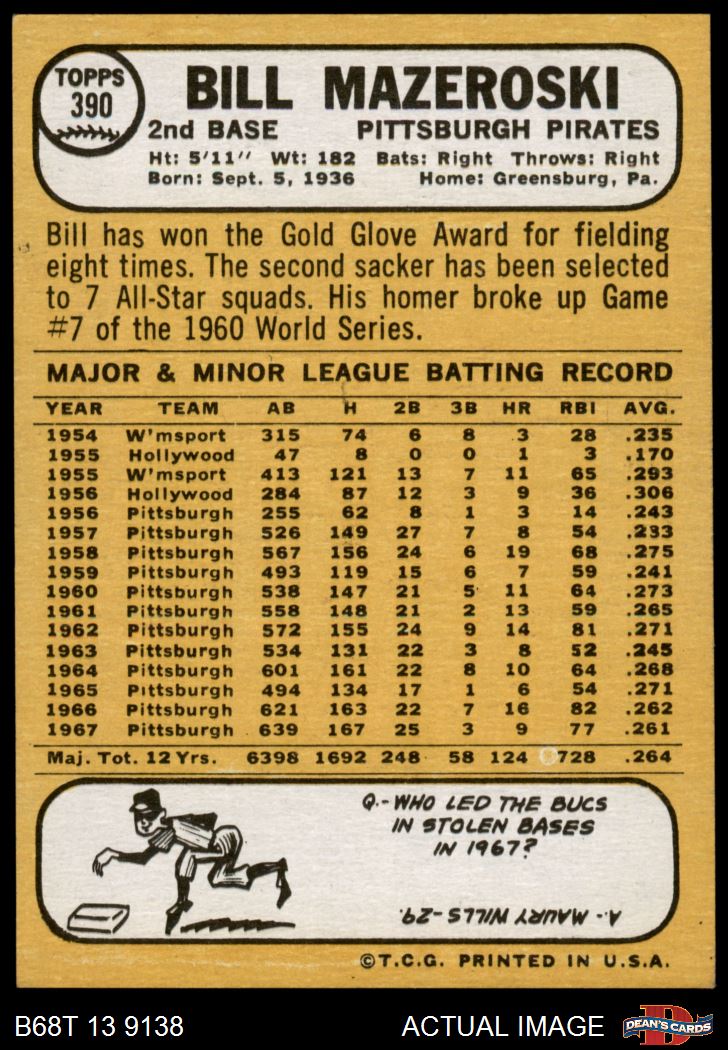 TOPPS
390
BILL MAZEROSKI
2nd BASE PITTSBURGH PIRATES
Ht: 5'11" Wt: 182 Bats: Right Throws: Right
Born: Sept. 5, 1936 Home: Greensburg, Pa.
Bill has won the Gold Glove Award for fielding
eight times. The second sacker has been selected
to 7 All-Star squads. His homer broke up Game
#7 of the 1960 World Series.
MAJOR & MINOR LEAGUE BATTING RECORD
YEAR TEAM AB H 2B 3B HR RBI AVG.
1954 W'msport 315 74 6 8 3 28 .235
1955 Hollywood 47 8 0 0 1 3 .170
1955 W'msport 413 121 13 7 11 65 .293
1956 Hollywood 284 87 12 3 9 36 .306
1956 Pittsburgh 255 62 8 1 3 14 .243
1957 Pittsburgh 526 149 27 7 8 54 .233
1958 Pittsburgh 567 156 24 6 19 68 .275
1959 Pittsburgh 493 119 15 6 7 59 .241
1960 Pittsburgh 538 147 21 5 11 64 .273
1961 Pittsburgh 558 148 21 2 13 59 .265
1962 Pittsburgh 572 155 24 9 14 81 .271
1963 Pittsburgh 534 131 22 3 8 52 .245
1964 Pittsburgh 601 161 22 8 10 64 .268
1965 Pittsburgh 494 134 17 1 6 54 .271
1966 Pittsburgh 621 163 22 7 16 82 .262
1967 Pittsburgh 639 167 25 3 9 77 .261
Maj. Tot. 12 Yrs. 6398 1692 248 58 124 728 .264
Q.-WHO LED THE BUCS
IN STOLEN BASES
IN 1967?
A.-MAURY WILLS-29.
©T.C.G. PRINTED IN U.S.A.
B68T 13 9138 ACTUAL IMAGE
DEAN'S CARDS